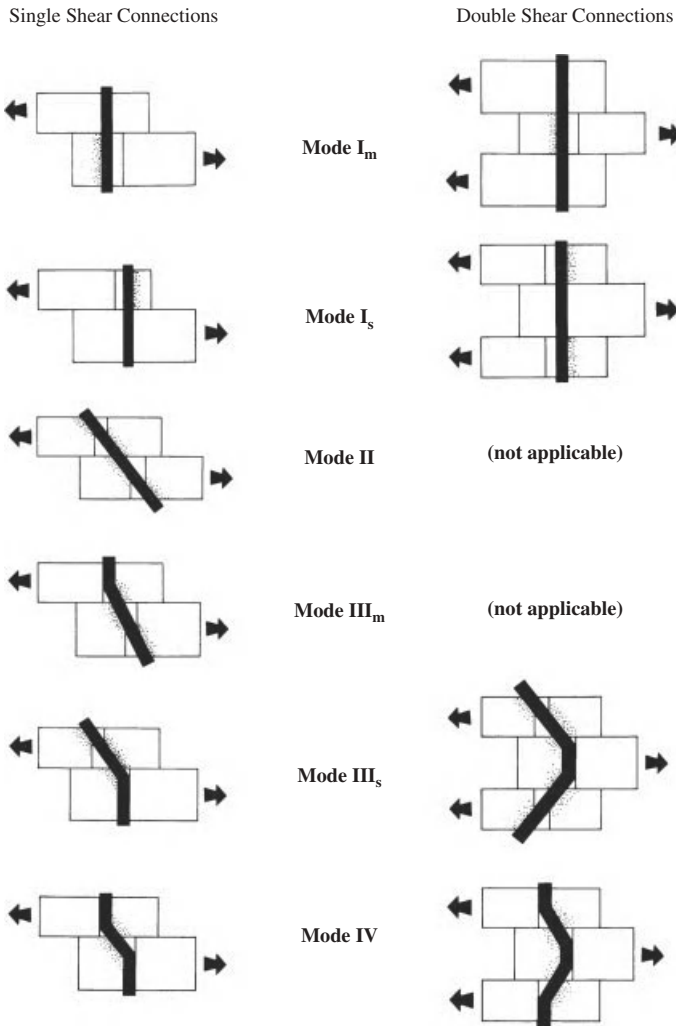 Single Shear Connections Double Shear Connections
Mode Iₘ
Mode Iₛ
Mode II (not applicable)
Mode IIIₘ (not applicable)
Mode IIIₛ
Mode IV